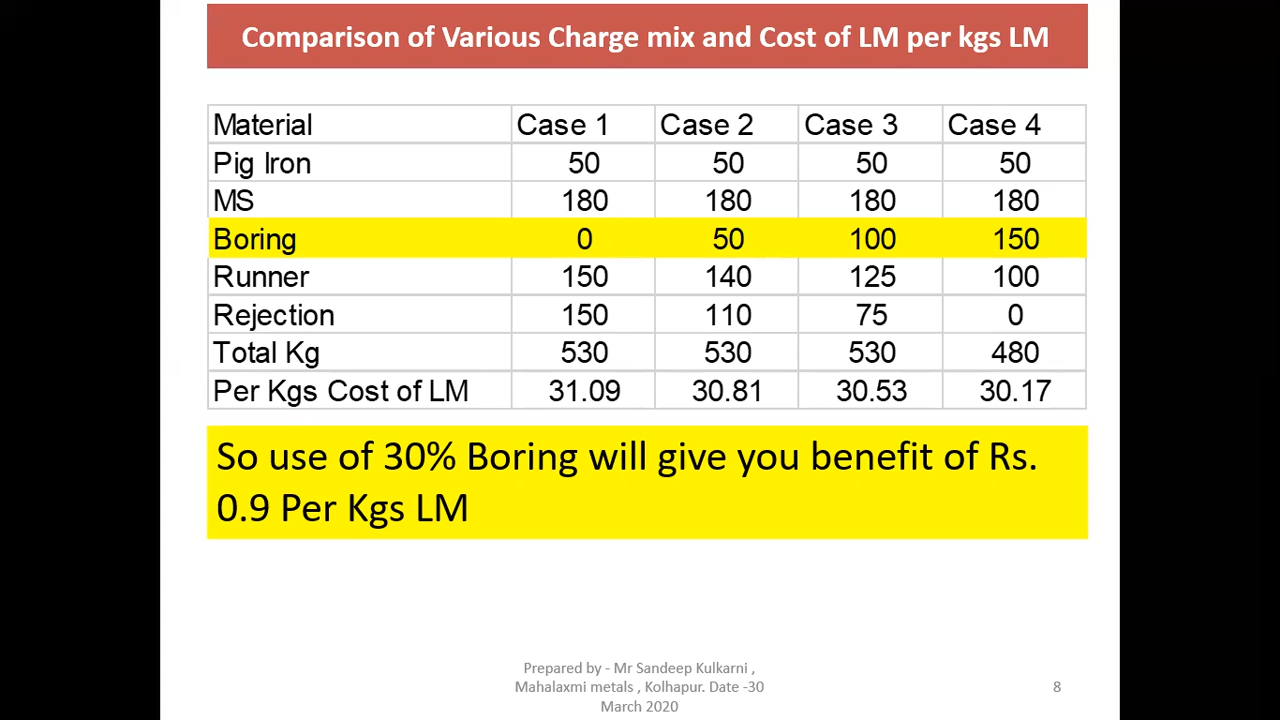 Comparison of Various Charge mix and Cost of LM per kgs LM
Material Case 1 Case 2 Case 3 Case 4
Pig Iron 50 50 50 50
MS 180 180 180 180
Boring 0 50 100 150
Runner 150 140 125 100
Rejection 150 110 75 0
Total Kg 530 530 530 480
Per Kgs Cost of LM 31.09 30.81 30.53 30.17
So use of 30% Boring will give you benefit of Rs.
0.9 Per Kgs LM
Prepared by - Mr Sandeep Kulkarni ,
Mahalaxmi metals , Kolhapur. Date -30
March 2020
8